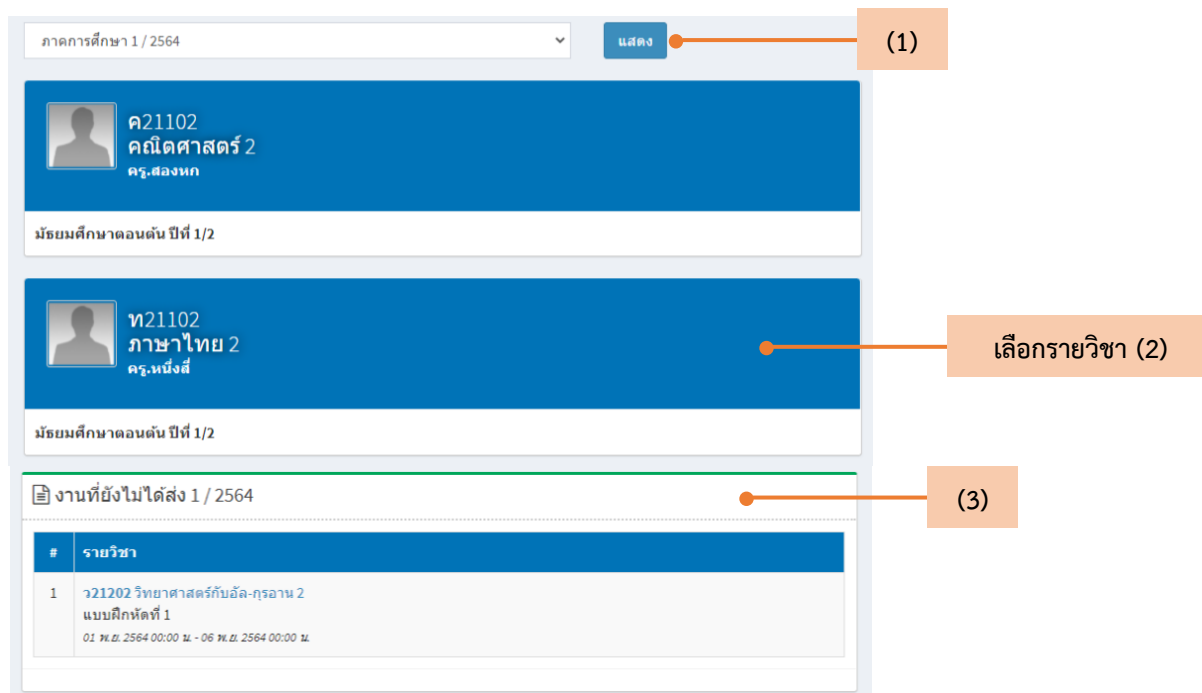 ภาคการศึกษา 1 / 2564
แสดง
(1)
ค21102
คณิตศาสตร์ 2
ครู.สองหก
มัธยมศึกษาตอนต้น ปีที่ 1/2
ท21102
ภาษาไทย 2
ครู.หนึ่งสี่
เลือกรายวิชา (2)
มัธยมศึกษาตอนต้น ปีที่ 1/2
งานที่ยังไม่ได้ส่ง 1 / 2564
(3)
# รายวิชา
1 ว21202 วิทยาศาสตร์กับอัล-กุรอาน 2
แบบฝึกหัดที่ 1
01 พ.ย. 2564 00:00 น. - 06 พ.ย. 2564 00:00 น.